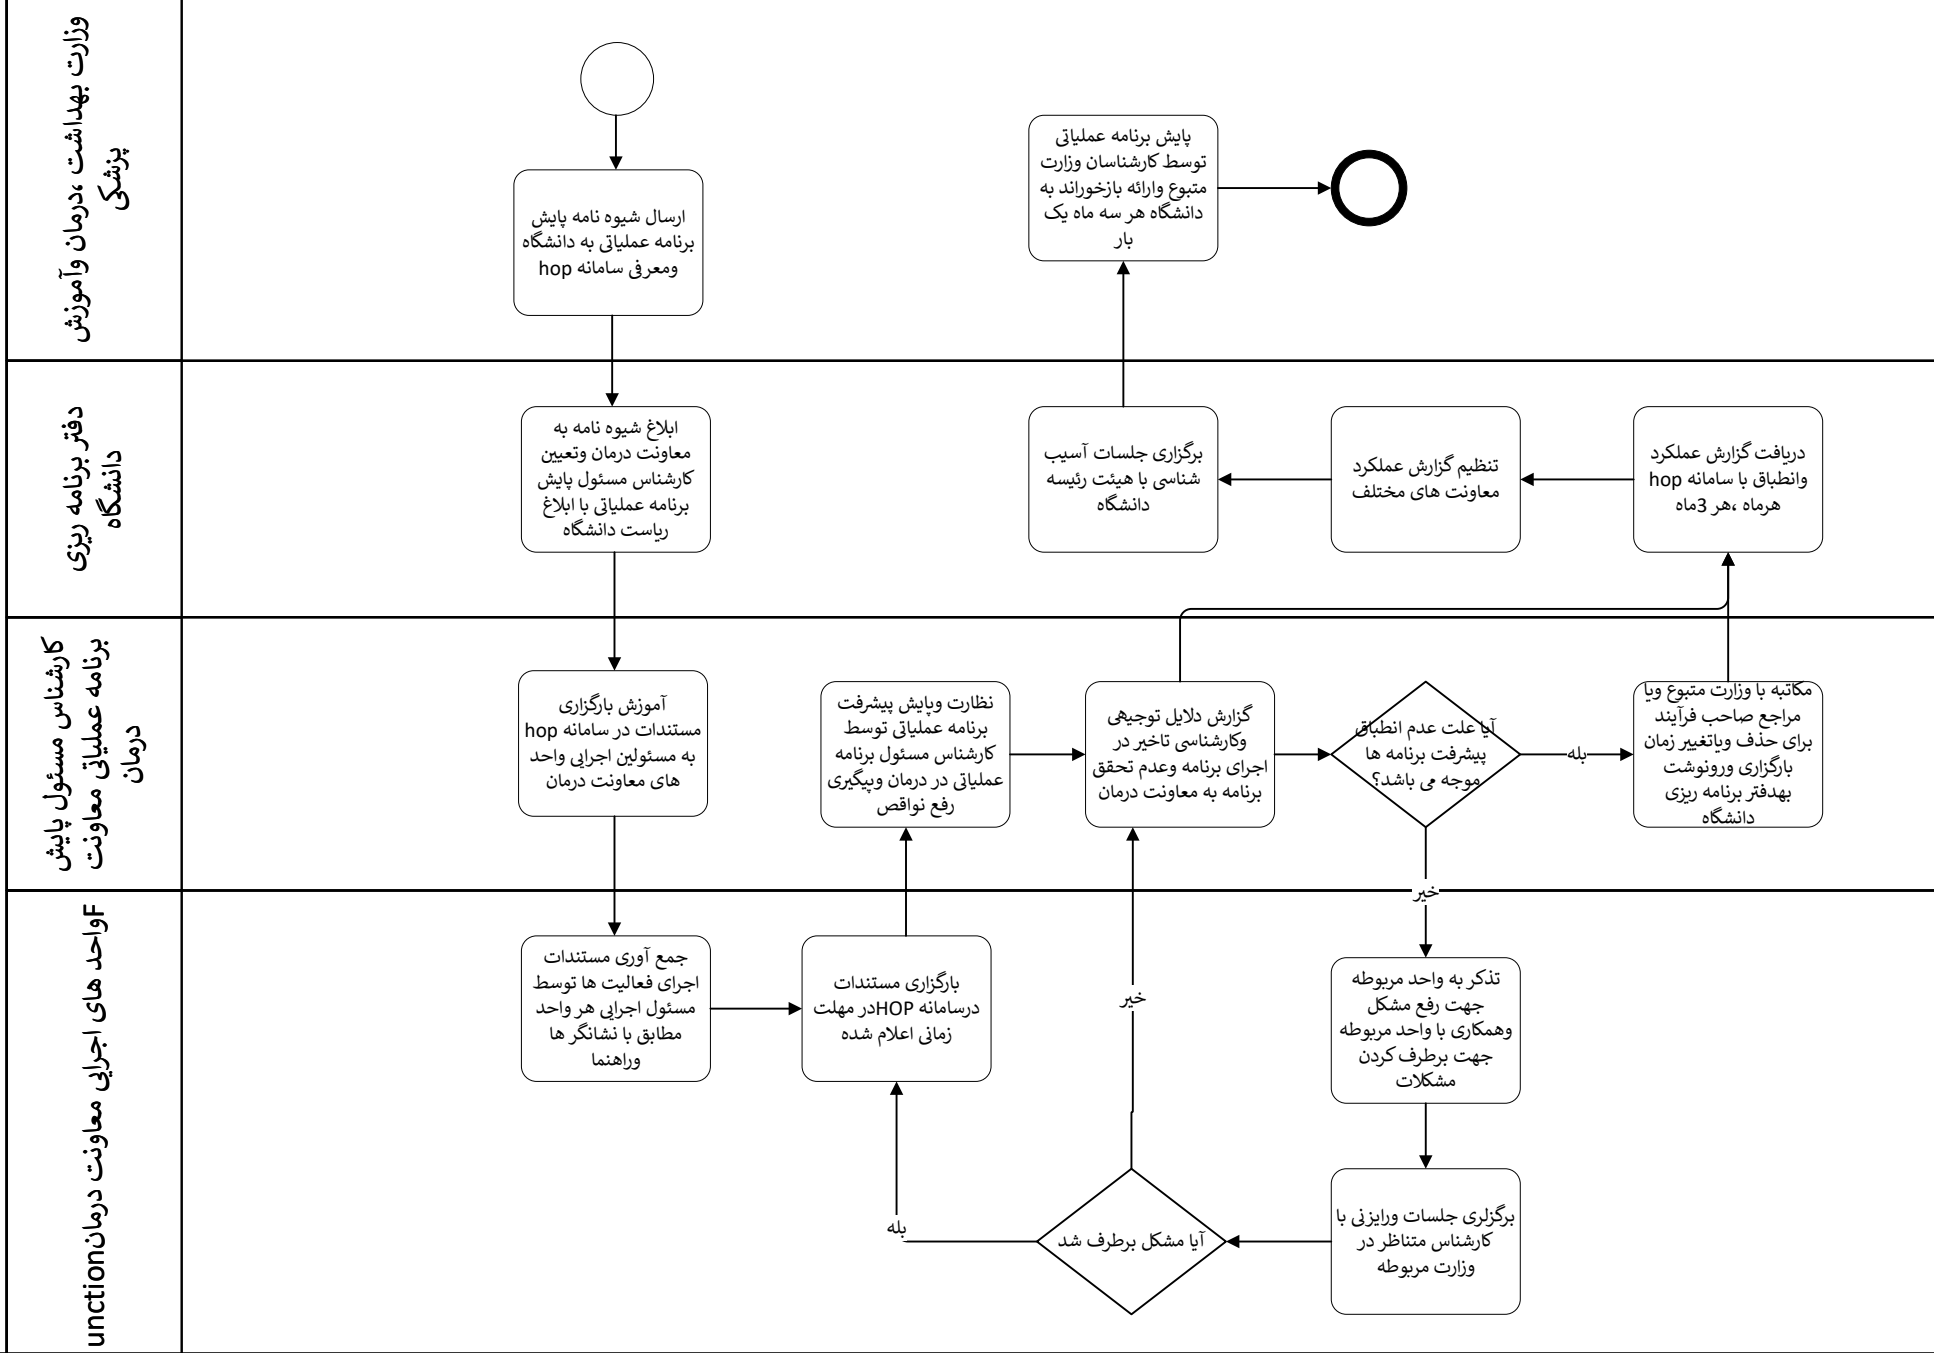 وزارت بهداشت ،درمان وآموزش
پزشکی
ارسال شیوه نامه پایش
برنامه عملیاتی به دانشگاه
ومعرفی سامانه hop
پایش برنامه عملیاتی
توسط کارشناسان وزارت
متبوع وارائه بازخوراند به
دانشگاه هر سه ماه یک
بار
دفتر برنامه ریزی
دانشگاه
ابلاغ شیوه نامه به
معاونت درمان وتعیین
کارشناس مسئول پایش
برنامه عملیاتی با ابلاغ
ریاست دانشگاه
برگزاری جلسات آسیب
شناسی با هیئت رئیسه
دانشگاه
تنظیم گزارش عملکرد
معاونت های مختلف
دریافت گزارش عملکرد
وانطباق با سامانه hop
هرماه ،هر 3ماه
کارشناس مسئول پایش
برنامه عملیاتی معاونت
درمان
آموزش بارگزاری
مستندات در سامانه hop
به مسئولین اجرایی واحد
های معاونت درمان
نظارت وپایش پیشرفت
برنامه عملیاتی توسط
کارشناس مسئول برنامه
عملیاتی در درمان وپیگیری
رفع نواقص
گزارش دلایل توجیهی
وکارشناسی تاخیر در
اجرای برنامه وعدم تحقق
برنامه به معاونت درمان
آیا علت عدم انطباق
پیشرفت برنامه ها
موجه می باشد؟
بله
مکاتبه با وزارت متبوع ویا
مراجع صاحب فرآیند
برای حذف ویاتغییر زمان
بارگزاری ورونوشت
بهدفتر برنامه ریزی
دانشگاه
خیر
واحد های اجرایی معاونت درمانFunction
جمع آوری مستندات
اجرای فعالیت ها توسط
مسئول اجرایی هر واحد
مطابق با نشانگر ها
وراهنما
بارگزاری مستندات
درسامانه HOPدر مهلت
زمانی اعلام شده
خیر
تذکر به واحد مربوطه
جهت رفع مشکل
وهمکاری با واحد مربوطه
جهت برطرف کردن
مشکلات
برگزلری جلسات ورایزنی با
کارشناس متناظر در
وزارت مربوطه
آیا مشکل برطرف شد
بله